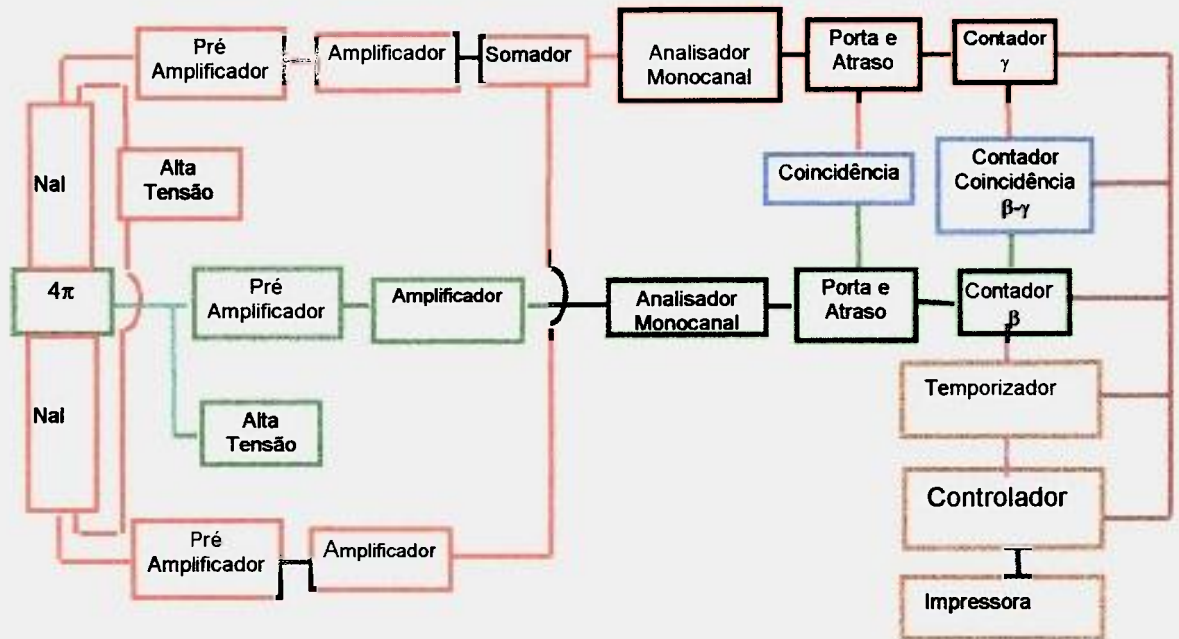 Pré
Amplificador
Amplificador
Somador
Analisador
Monocanal
Porta e
Atraso
Contador
γ
NaI
Alta
Tensão
Coincidência
Contador
Coincidência
β-γ
4π
Pré
Amplificador
Amplificador
Analisador
Monocanal
Porta e
Atraso
Contador
β
NaI
Alta
Tensão
Temporizador
Pré
Amplificador
Amplificador
Controlador
Impressora